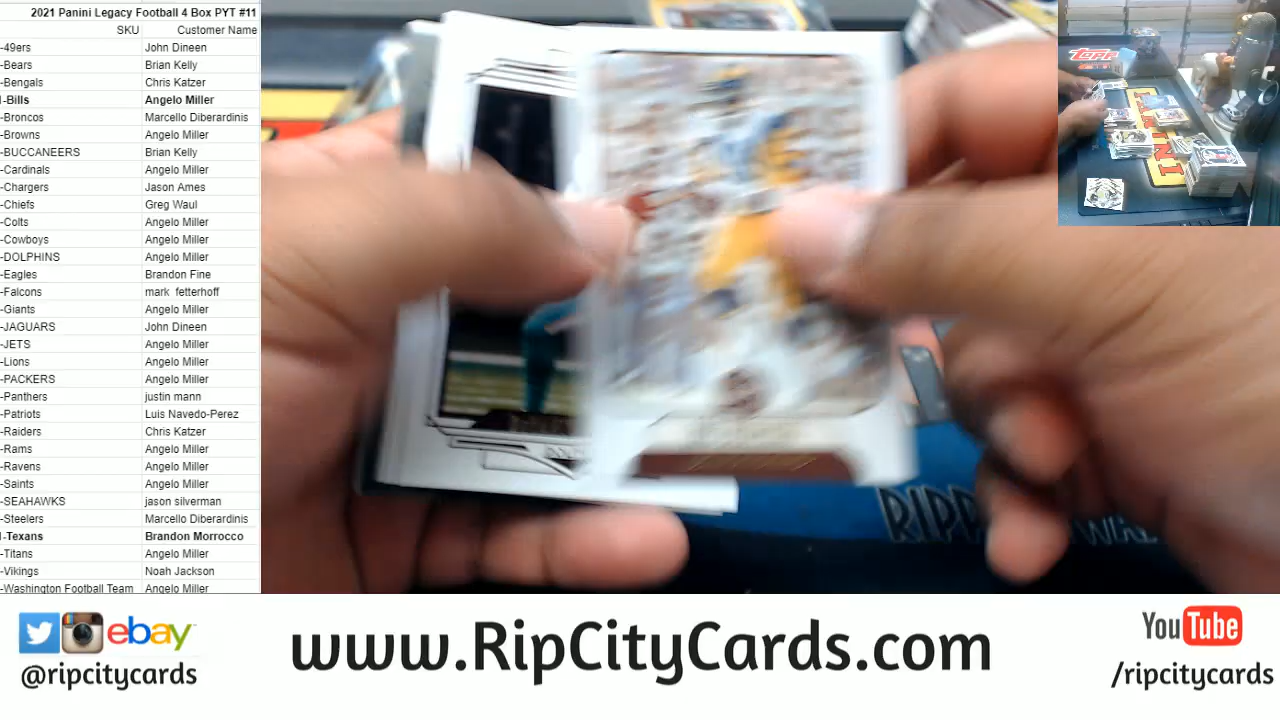 2021 Panini Legacy Football 4 Box PYT #11
SKU Customer Name
-49ers John Dineen
-Bears Brian Kelly
-Bengals Chris Katzer
-Bills Angelo Miller
-Broncos Marcello Diberardinis
-Browns Angelo Miller
-BUCCANEERS Brian Kelly
-Cardinals Angelo Miller
-Chargers Jason Ames
-Chiefs Greg Waul
-Colts Angelo Miller
-Cowboys Angelo Miller
-DOLPHINS Angelo Miller
-Eagles Brandon Fine
-Falcons mark fetterhoff
-Giants Angelo Miller
-JAGUARS John Dineen
-JETS Angelo Miller
-Lions Angelo Miller
-PACKERS Angelo Miller
-Panthers justin mann
-Patriots Luis Navedo-Perez
-Raiders Chris Katzer
-Rams Angelo Miller
-Ravens Angelo Miller
-Saints Angelo Miller
-SEAHAWKS jason silverman
-Steelers Marcello Diberardinis
-Texans Brandon Morrocco
-Titans Angelo Miller
-Vikings Noah Jackson
-Washington Football Team Angelo Miller
PANINI
RIPP
ebay
@ripcitycards
www.RipCityCards.com
YouTube
/ripcitycards